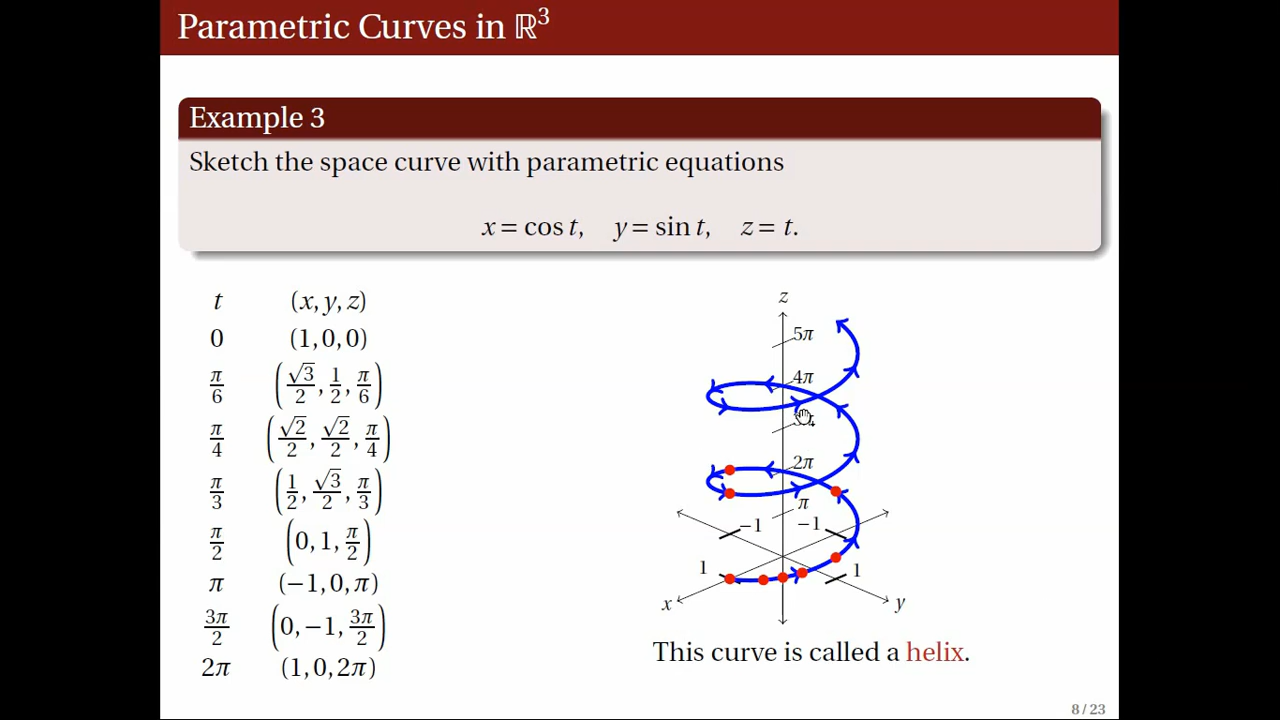 Parametric Curves in ℝ³
Example 3
Sketch the space curve with parametric equations
x = cos t, y = sin t, z = t.
t (x, y, z)
0 (1, 0, 0)
π/6 (√3/2, 1/2, π/6)
π/4 (√2/2, √2/2, π/4)
π/3 (1/2, √3/2, π/3)
π/2 (0, 1, π/2)
π (−1, 0, π)
3π/2 (0, −1, 3π/2)
2π (1, 0, 2π)
z
5π
4π
2π
π
−1 −1
1 1
x y
This curve is called a helix.
8 / 23